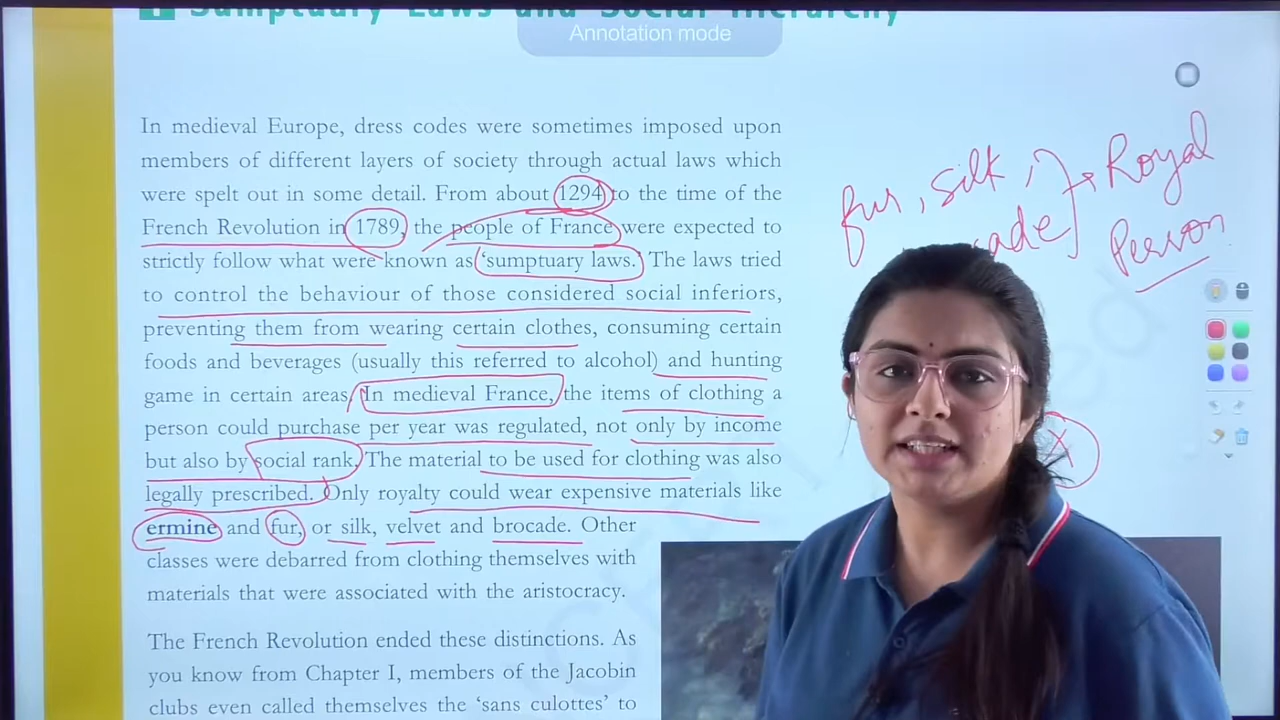 Sumptuary Laws and Social Hierarchy
Annotation mode
In medieval Europe, dress codes were sometimes imposed upon
members of different layers of society through actual laws which
were spelt out in some detail. From about 1294 to the time of the
French Revolution in 1789, the people of France were expected to
strictly follow what were known as ‘sumptuary laws.’ The laws tried
to control the behaviour of those considered social inferiors,
preventing them from wearing certain clothes, consuming certain
foods and beverages (usually this referred to alcohol) and hunting
game in certain areas. In medieval France, the items of clothing a
person could purchase per year was regulated, not only by income
but also by social rank. The material to be used for clothing was also
legally prescribed. Only royalty could wear expensive materials like
ermine and fur, or silk, velvet and brocade. Other
classes were debarred from clothing themselves with
materials that were associated with the aristocracy.
The French Revolution ended these distinctions. As
you know from Chapter I, members of the Jacobin
clubs even called themselves the ‘sans culottes’ to
fur, silk,
Royal
Person